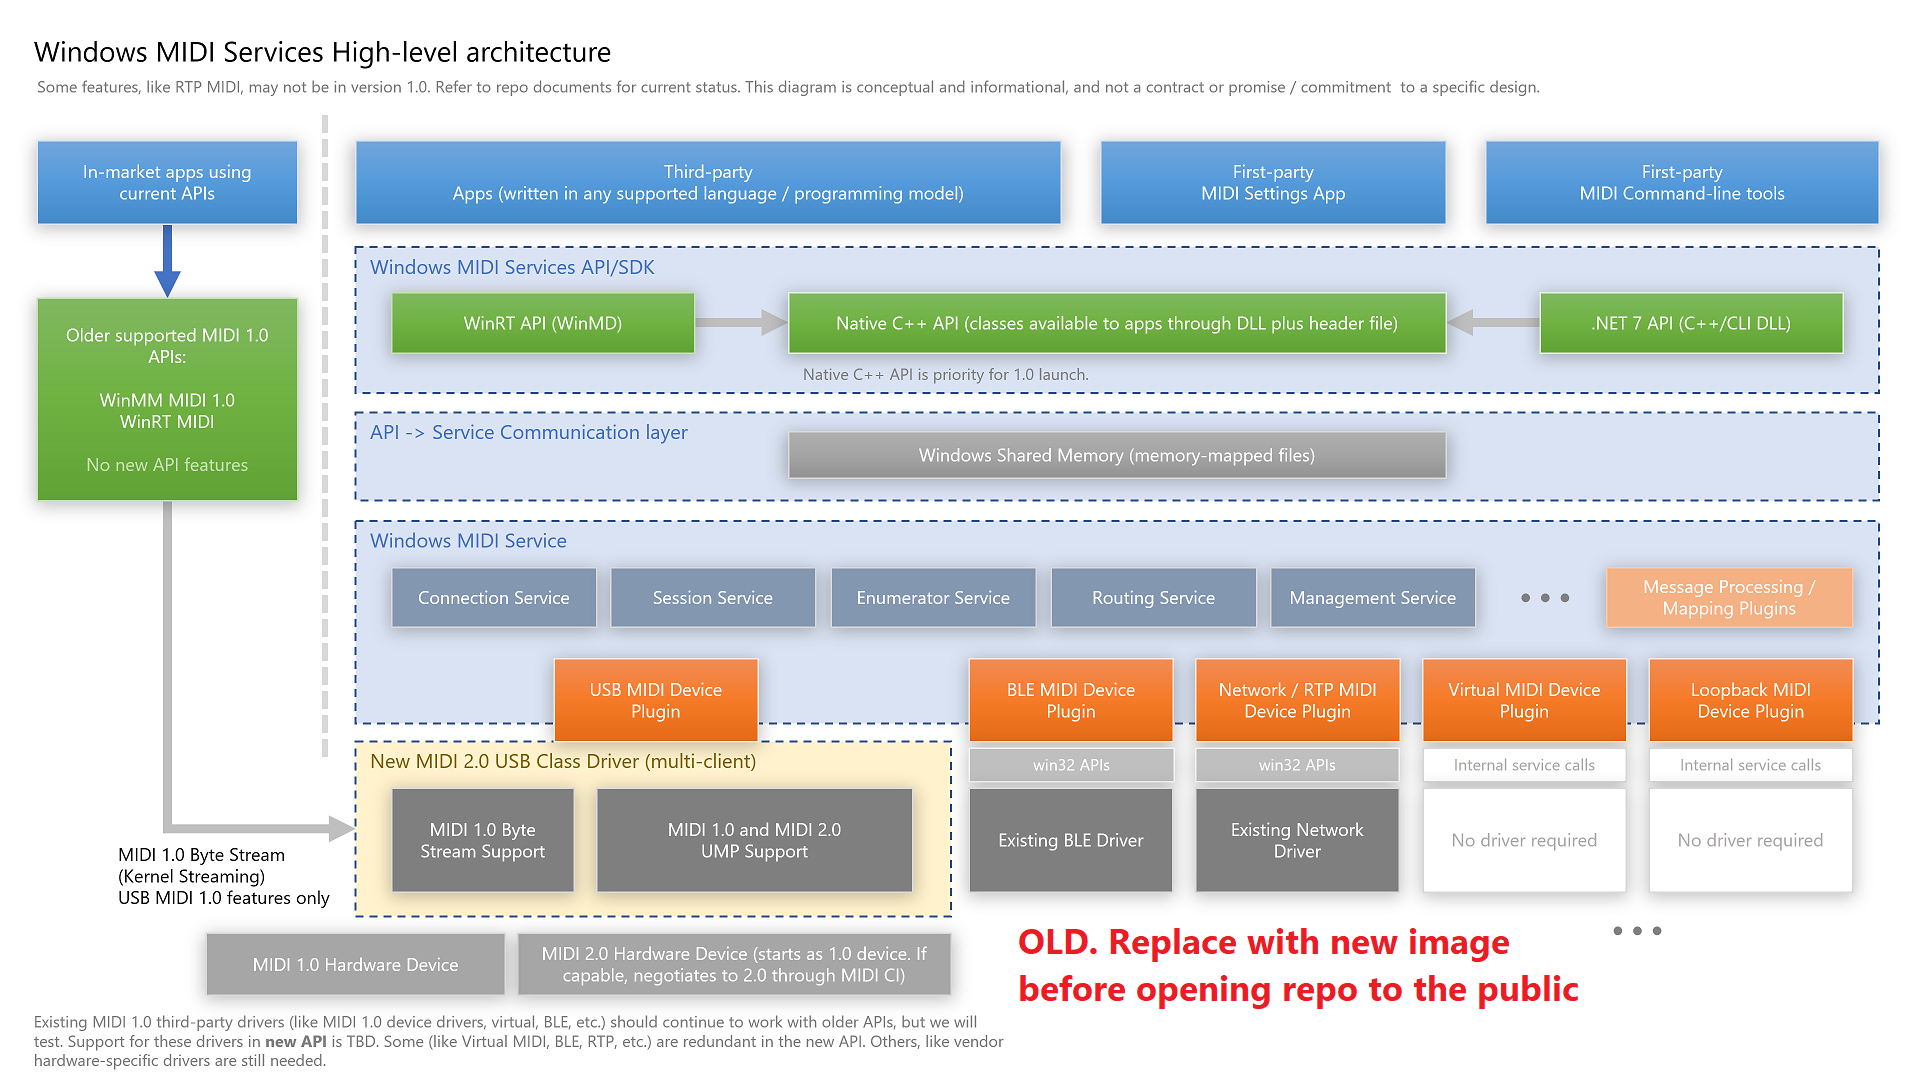 Windows MIDI Services High-level architecture
Some features, like RTP MIDI, may not be in version 1.0. Refer to repo documents for current status. This diagram is conceptual and informational, and not a contract or promise / commitment  to a specific design.
In-market apps using
current APIs
Third-party
Apps (written in any supported language / programming model)
First-party
MIDI Settings App
First-party
MIDI Command-line tools
Older supported MIDI 1.0
APIs:
WinMM MIDI 1.0
WinRT MIDI
No new API features
Windows MIDI Services API/SDK
WinRT API (WinMD)
Native C++ API (classes available to apps through DLL plus header file)
.NET 7 API (C++/CLI DLL)
Native C++ API is priority for 1.0 launch.
API -> Service Communication layer
Windows Shared Memory (memory-mapped files)
Windows MIDI Service
Connection Service
Session Service
Enumerator Service
Routing Service
Management Service
Message Processing /
Mapping Plugins
USB MIDI Device
Plugin
BLE MIDI Device
Plugin
Network / RTP MIDI
Device Plugin
Virtual MIDI Device
Plugin
Loopback MIDI
Device Plugin
New MIDI 2.0 USB Class Driver (multi-client)
win32 APIs
win32 APIs
Internal service calls
Internal service calls
MIDI 1.0 Byte
Stream Support
MIDI 1.0 and MIDI 2.0
UMP Support
Existing BLE Driver
Existing Network
Driver
No driver required
No driver required
MIDI 1.0 Byte Stream
(Kernel Streaming)
USB MIDI 1.0 features only
MIDI 1.0 Hardware Device
MIDI 2.0 Hardware Device (starts as 1.0 device. If
capable, negotiates to 2.0 through MIDI CI)
OLD. Replace with new image
before opening repo to the public
Existing MIDI 1.0 third-party drivers (like MIDI 1.0 device drivers, virtual, BLE, etc.) should continue to work with older APIs, but we will
test. Support for these drivers in new API is TBD. Some (like Virtual MIDI, BLE, RTP, etc.) are redundant in the new API. Others, like vendor
hardware-specific drivers are still needed.